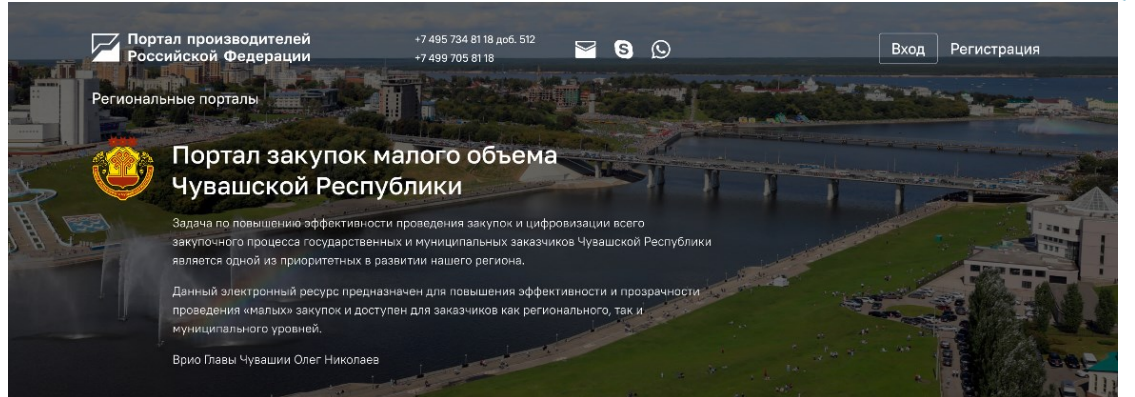 Портал производителей
Российской Федерации
+7 495 734 81 18 доб. 512
+7 499 705 81 18
Вход
Регистрация
Региональные порталы
Портал закупок малого объема
Чувашской Республики
Задача по повышению эффективности проведения закупок и цифровизации всего
закупочного процесса государственных и муниципальных заказчиков Чувашской Республики
является одной из приоритетных в развитии нашего региона.
Данный электронный ресурс предназначен для повышения эффективности и прозрачности
проведения «малых» закупок и доступен для заказчиков как регионального, так и
муниципального уровней.
Врио Главы Чувашии Олег Николаев